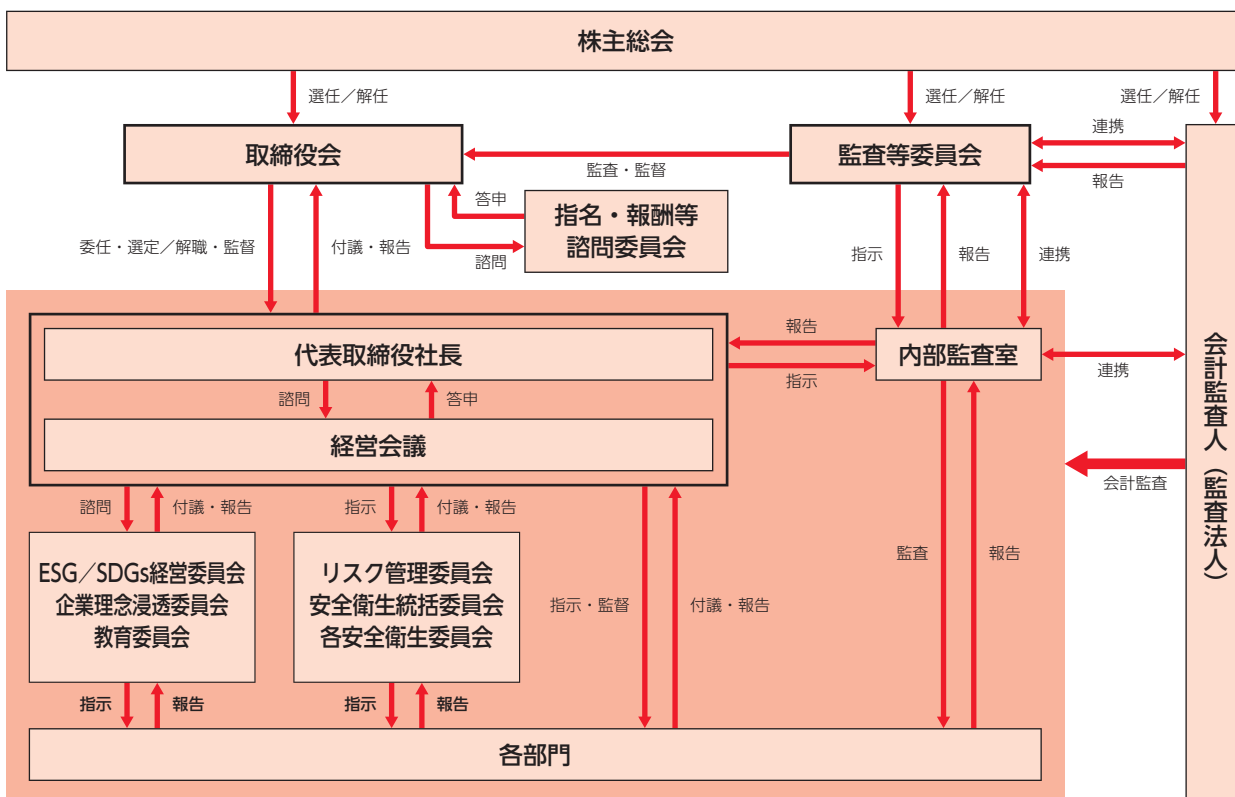 株主総会
選任／解任
選任／解任
選任／解任
取締役会
監査等委員会
連携
報告
監査・監督
答申
諮問
指名・報酬等
諮問委員会
委任・選定／解職・監督
付議・報告
指示
報告
連携
代表取締役社長
諮問
答申
経営会議
報告
指示
内部監査室
連携
会計監査人（監査法人）
会計監査
諮問
付議・報告
指示
付議・報告
ESG／SDGs経営委員会
企業理念浸透委員会
教育委員会
リスク管理委員会
安全衛生統括委員会
各安全衛生委員会
指示・監督
付議・報告
監査
報告
指示
報告
指示
報告
各部門